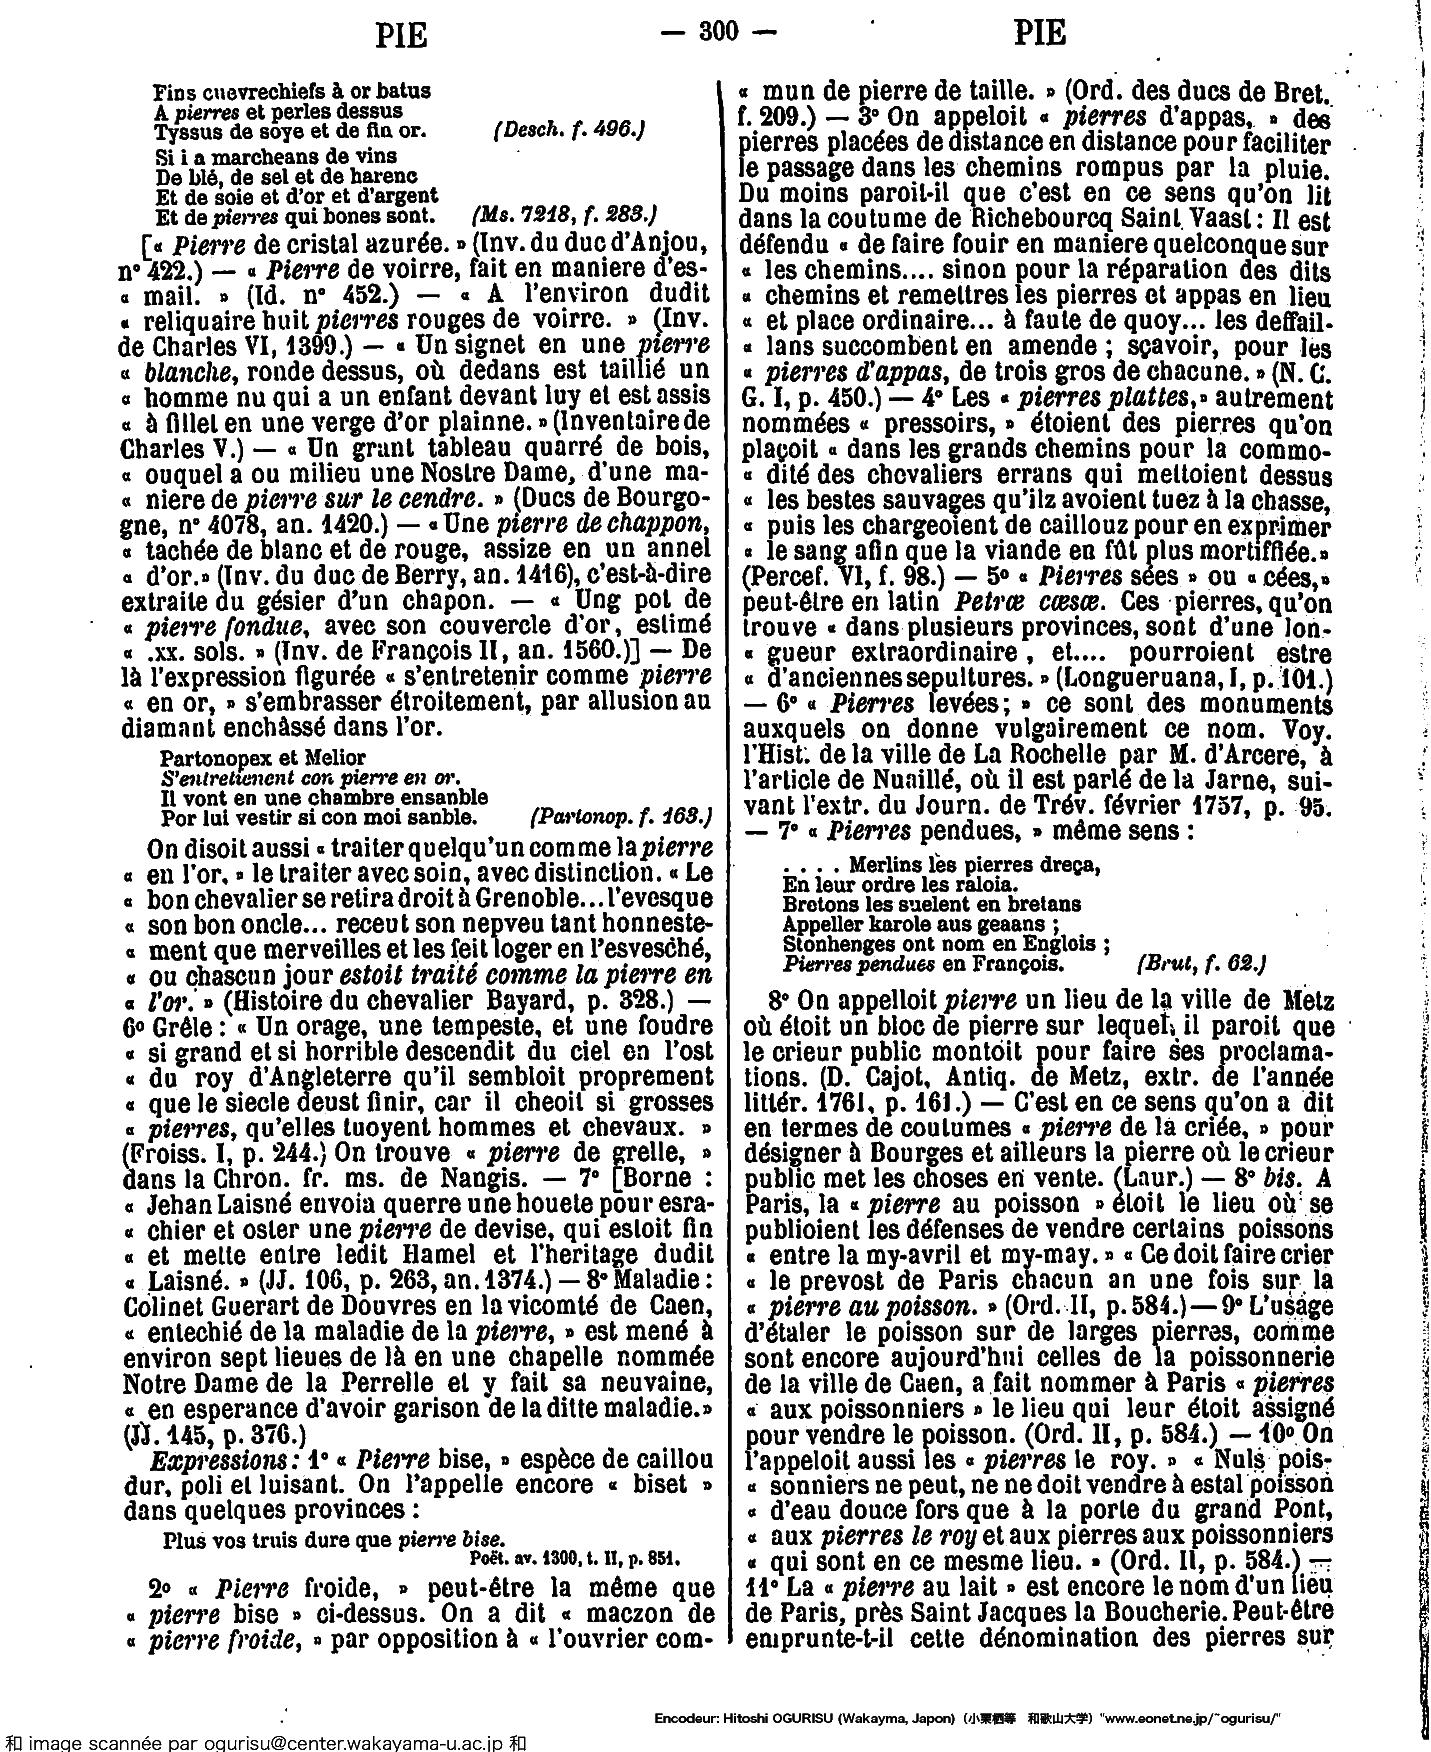 PIE — 300 — PIE
Fins cuevrechiefs à or batus
A pierres et perles dessus
Tyssus de soye et de fin or. (Desch. f. 496.)
Si i a marcheans de vins
De blé, de sel et de harenc
Et de soie et d'or et d'argent
Et de pierres qui bones sont. (Ms. 7218, f. 283.)
[« Pierre de cristal azurée. » (Inv. du duc d'Anjou,
n° 422.) — « Pierre de voirre, fait en maniere d'es-
« mail. » (Id. n° 452.) — « A l'environ dudit
« reliquaire huit pierres rouges de voirre. » (Inv.
de Charles VI, 1399.) — « Un signet en une pierre
« blanche, ronde dessus, où dedans est taillié un
« homme nu qui a un enfant devant luy et est assis
« à fillet en une verge d'or plainne. » (Inventaire de
Charles V.) — « Un grant tableau quarré de bois,
« ouquel a ou milieu une Nostre Dame, d'une ma-
« niere de pierre sur le cendre. » (Ducs de Bourgo-
gne, n° 4078, an. 1420.) — « Une pierre de chappon,
« tachée de blanc et de rouge, assize en un annel
« d'or.» (Inv. du duc de Berry, an. 1416), c'est-à-dire
extraite du gésier d'un chapon. — « Ung pot de
« pierre fondue, avec son couvercle d'or, estimé
« .xx. sols. » (Inv. de François II, an. 1560.)] — De
là l'expression figurée « s'entretenir comme pierre
« en or, » s'embrasser étroitement, par allusion au
diamant enchâssé dans l'or.
Partonopex et Melior
S'entretienent con pierre en or.
Il vont en une chambre ensanble
Por lui vestir si con moi sanble. (Partonop. f. 163.)
On disoit aussi « traiter quelqu'un comme la pierre
« en l'or, » le traiter avec soin, avec distinction. « Le
« bon chevalier se retira droit à Grenoble... l'evesque
« son bon oncle... receut son nepveu tant honneste-
« ment que merveilles et les feit loger en l'esvesché,
« ou chascun jour estoit traité comme la pierre en
« l'or. » (Histoire du chevalier Bayard, p. 328.) —
6° Grêle : « Un orage, une tempeste, et une foudre
« si grand et si horrible descendit du ciel en l'ost
« du roy d'Angleterre qu'il sembloit proprement
« que le siecle deust finir, car il cheoit si grosses
« pierres, qu'elles tuoyent hommes et chevaux. »
(Froiss. I, p. 244.) On trouve « pierre de grelle, »
dans la Chron. fr. ms. de Nangis. — 7° [Borne :
« Jehan Laisné envoia querre une houete pour esra-
« chier et oster une pierre de devise, qui estoit fin
« et mette entre ledit Hamel et l'heritage dudit
« Laisné. » (JJ. 106, p. 263, an. 1374.) — 8° Maladie :
Colinet Guerart de Douvres en la vicomté de Caen,
« entechié de la maladie de la pierre, » est mené à
environ sept lieues de là en une chapelle nommée
Notre Dame de la Perrelle et y fait sa neuvaine,
« en esperance d'avoir garison de la ditte maladie.»
(JJ. 145, p. 376.)
Expressions : 1° « Pierre bise, » espèce de caillou
dur, poli et luisant. On l'appelle encore « biset »
dans quelques provinces :
Plus vos truis dure que pierre bise.
Poët. av. 1300, t. II, p. 851.
2° « Pierre froide, » peut-être la même que
« pierre bise » ci-dessus. On a dit « maczon de
« pierre froide, » par opposition à « l'ouvrier com-
« mun de pierre de taille. » (Ord. des ducs de Bret.
f. 209.) — 3° On appeloit « pierres d'appas, » des
pierres placées de distance en distance pour faciliter
le passage dans les chemins rompus par la pluie.
Du moins paroit-il que c'est en ce sens qu'on lit
dans la coutume de Richebourcq Saint Vaast : Il est
défendu « de faire fouir en maniere quelconque sur
« les chemins.... sinon pour la réparation des dits
« chemins et remettres les pierres et appas en lieu
« et place ordinaire... à faute de quoy... les deffail-
« lans succombent en amende ; sçavoir, pour les
« pierres d'appas, de trois gros de chacune. » (N. C.
G. I, p. 450.) — 4° Les « pierres plattes,» autrement
nommées « pressoirs, » étoient des pierres qu'on
plaçoit « dans les grands chemins pour la commo-
« dité des chevaliers errans qui mettoient dessus
« les bestes sauvages qu'ilz avoient tuez à la chasse,
« puis les chargeoient de caillouz pour en exprimer
« le sang afin que la viande en fût plus mortiffiée.»
(Percef. VI, f. 98.) — 5° « Pierres sées » ou « cées,»
peut-être en latin Petræ cæsæ. Ces pierres, qu'on
trouve « dans plusieurs provinces, sont d'une lon-
« gueur extraordinaire, et.... pourroient estre
« d'anciennes sepultures. » (Longueruana, I, p. 101.)
— 6° « Pierres levées ; » ce sont des monuments
auxquels on donne vulgairement ce nom. Voy.
l'Hist. de la ville de La Rochelle par M. d'Arcere, à
l'article de Nuaillé, où il est parlé de la Jarne, sui-
vant l'extr. du Journ. de Trév. février 1757, p. 95.
— 7° « Pierres pendues, » même sens :
. . . . Merlins les pierres dreça,
En leur ordre les raloia.
Bretons les suelent en bretans
Appeller karole aus geaans ;
Stonhenges ont nom en Englois ;
Pierres pendues en François. (Brut, f. 62.)
8° On appelloit pierre un lieu de la ville de Metz
où étoit un bloc de pierre sur lequel, il paroit que
le crieur public montoit pour faire ses proclama-
tions. (D. Cajot, Antiq. de Metz, extr. de l'année
littér. 1761, p. 161.) — C'est en ce sens qu'on a dit
en termes de coutumes « pierre de la criée, » pour
désigner à Bourges et ailleurs la pierre où le crieur
public met les choses en vente. (Laur.) — 8° bis. A
Paris, la « pierre au poisson » étoit le lieu où se
publioient les défenses de vendre certains poissons
« entre la my-avril et my-may. » « Ce doit faire crier
« le prevost de Paris chacun an une fois sur la
« pierre au poisson. » (Ord. II, p. 584.) — 9° L'usage
d'étaler le poisson sur de larges pierres, comme
sont encore aujourd'hui celles de la poissonnerie
de la ville de Caen, a fait nommer à Paris « pierres
« aux poissonniers » le lieu qui leur étoit assigné
pour vendre le poisson. (Ord. II, p. 584.) — 10° On
l'appeloit aussi les « pierres le roy. » « Nuls pois-
« sonniers ne peut, ne ne doit vendre à estal poisson
« d'eau douce fors que à la porte du grand Pont,
« aux pierres le roy et aux pierres aux poissonniers
« qui sont en ce mesme lieu. » (Ord. II, p. 584.) —
11° La « pierre au lait » est encore le nom d'un lieu
de Paris, près Saint Jacques la Boucherie. Peut-être
emprunte-t-il cette dénomination des pierres sur
Encodeur: Hitoshi OGURISU (Wakayma, Japon) (小栗栖等 和歌山大学) "www.eonet.ne.jp/~ogurisu/"
和 image scannée par ogurisu@center.wakayama-u.ac.jp 和